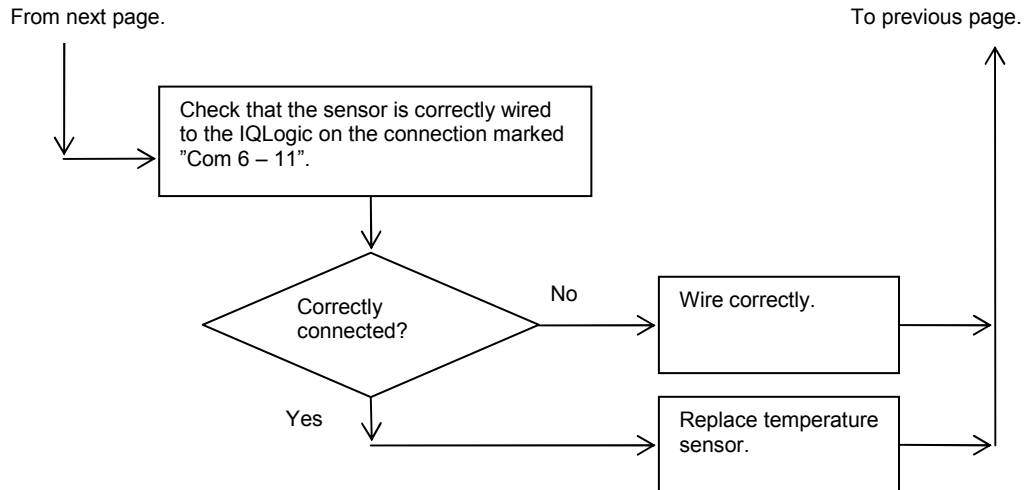 From next page.
To previous page.
Check that the sensor is correctly wired
to the IQLogic on the connection marked
”Com 6 – 11”.
Correctly
connected?
No
Wire correctly.
Yes
Replace temperature
sensor.